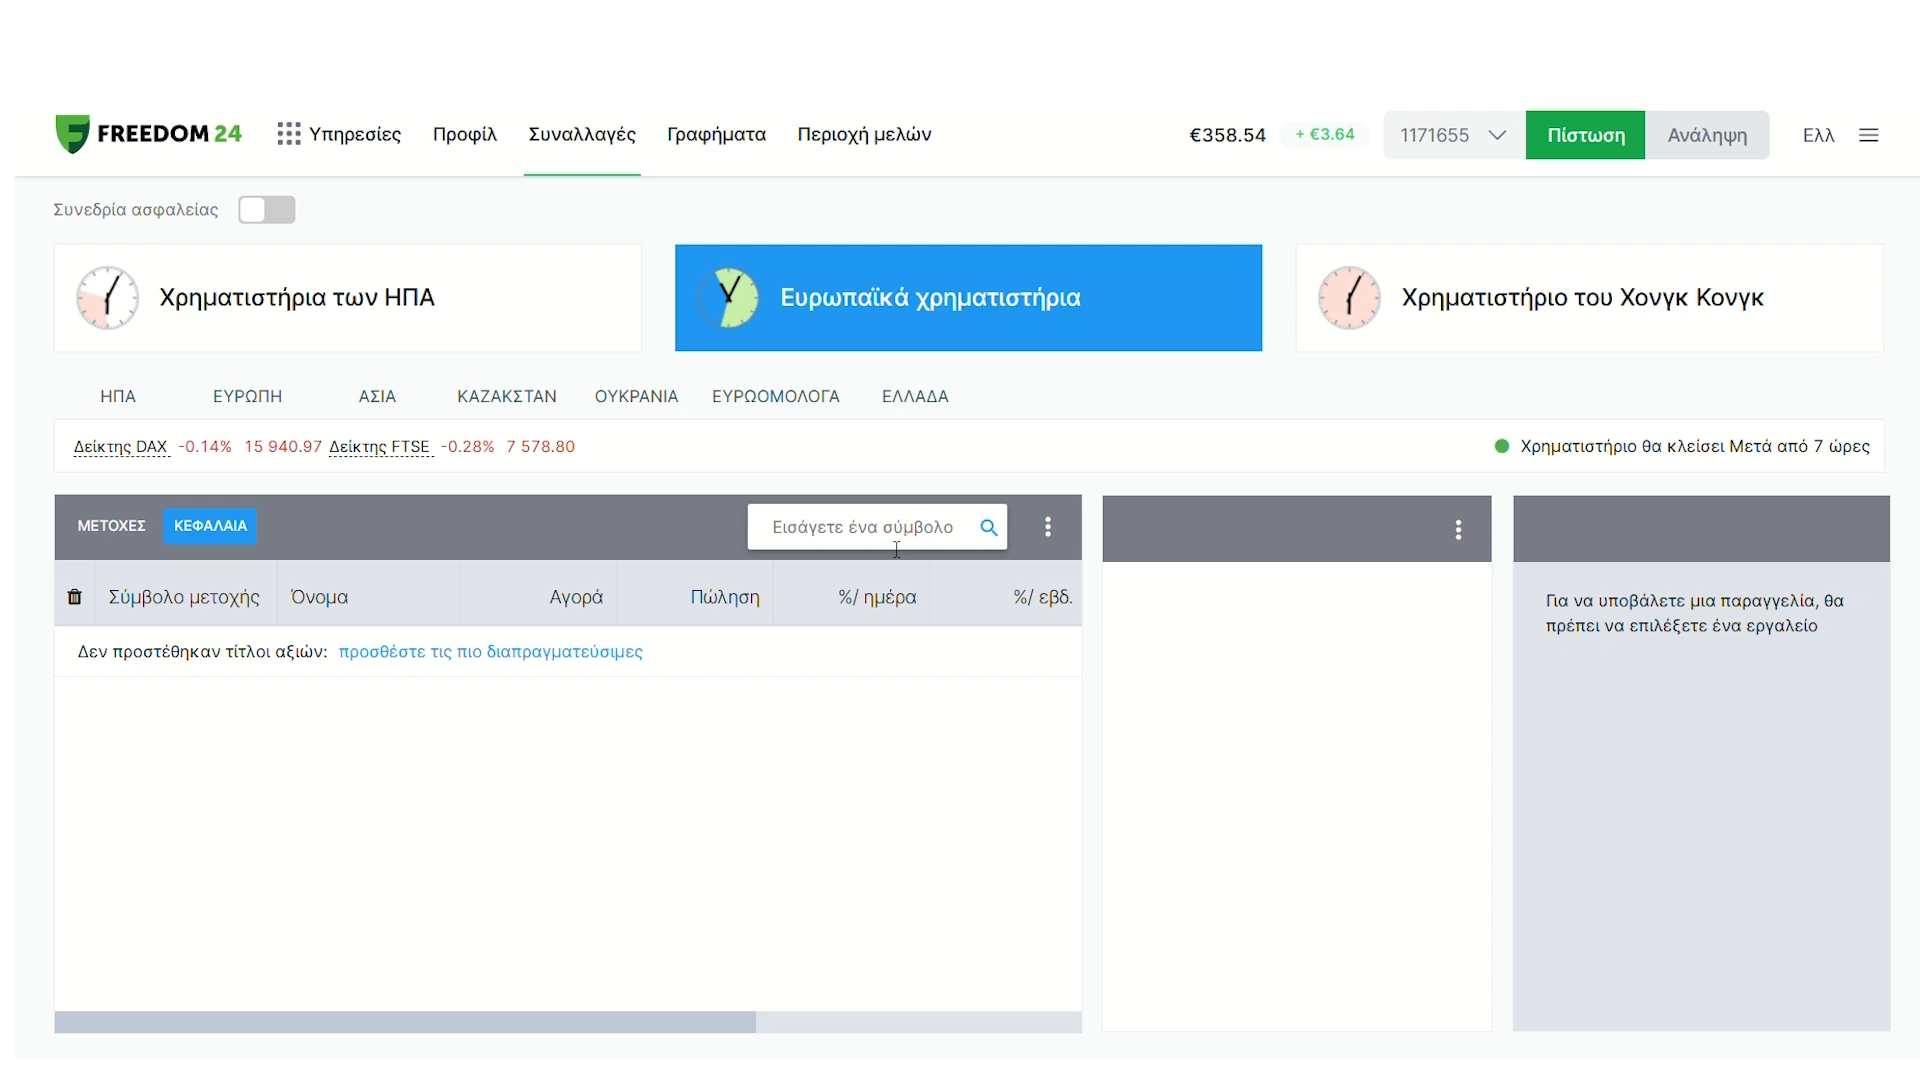 FREEDOM 24
Υπηρεσίες Προφίλ Συναλλαγές Γραφήματα Περιοχή μελών €358.54 + €3.64 1171655 Πίστωση Ανάληψη Ελλ
Συνεδρία ασφαλείας
Χρηματιστήρια των ΗΠΑ Ευρωπαϊκά χρηματιστήρια Χρηματιστήριο του Χονγκ Κονγκ
ΗΠΑ ΕΥΡΩΠΗ ΑΣΙΑ ΚΑΖΑΚΣΤΑΝ ΟΥΚΡΑΝΙΑ ΕΥΡΩΟΜΟΛΟΓΑ ΕΛΛΑΔΑ
Δείκτης DAX -0.14% 15 940.97 Δείκτης FTSE -0.28% 7 578.80 Χρηματιστήριο θα κλείσει Μετά από 7 ώρες
ΜΕΤΟΧΕΣ ΚΕΦΑΛΑΙΑ Εισάγετε ένα σύμβολο
Σύμβολο μετοχής Όνομα Αγορά Πώληση %/ ημέρα %/ εβδ.
Δεν προστέθηκαν τίτλοι αξιών: προσθέστε τις πιο διαπραγματεύσιμες
Για να υποβάλετε μια παραγγελία, θα
πρέπει να επιλέξετε ένα εργαλείο